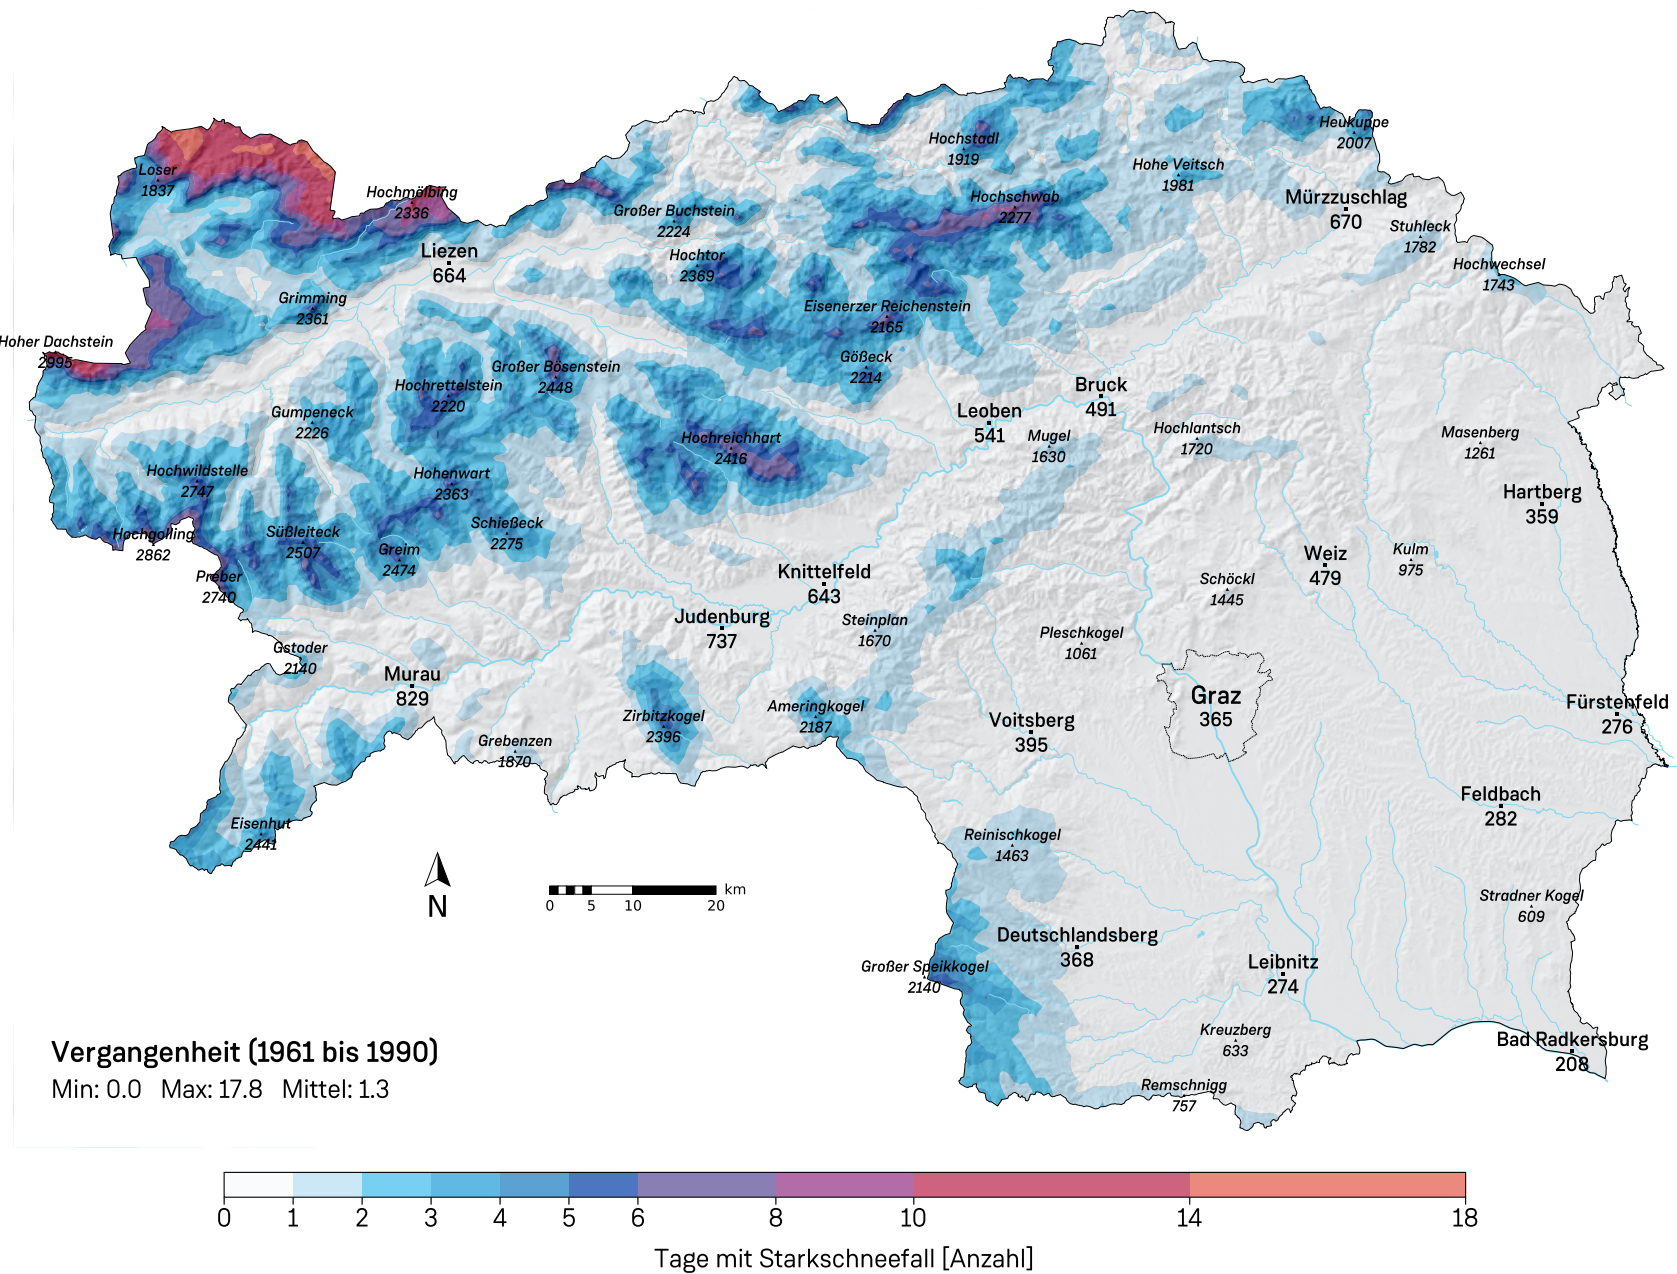 Heukuppe
2007
Hochstadl
1919
Hohe Veitsch
1981
Loser
1837
Hochmölbing
2336
Hochschwab
2277
Mürzzuschlag
670
Großer Buchstein
2224
Stuhleck
1782
Liezen
664
Hochtor
2369
Hochwechsel
1743
Grimming
2361
Eisenerzer Reichenstein
2165
Hoher Dachstein
2995
Großer Bösenstein
2448
Gößeck
2214
Hochrettelstein
2220
Bruck
491
Gumpeneck
2226
Leoben
541
Hochreichhart
2416
Mugel
1630
Hochlantsch
1720
Masenberg
1261
Hochwildstelle
2747
Hohenwart
2363
Hartberg
359
Hochgolling
2862
Süßleiteck
2507
Schießeck
2275
Greim
2474
Weiz
479
Kulm
975
Preber
2740
Knittelfeld
643
Schöckl
1445
Judenburg
737
Steinplan
1670
Pleschkogel
1061
Gstoder
2140
Murau
829
Graz
365
Fürstenfeld
276
Zirbitzkogel
2396
Ameringkogel
2187
Voitsberg
395
Grebenzen
1870
Feldbach
282
Eisenhut
2441
Reinischkogel
1463
N
km
0 5 10 20
Stradner Kogel
609
Deutschlandsberg
368
Großer Speikkogel
2140
Leibnitz
274
Kreuzberg
633
Bad Radkersburg
208
Remschnigg
757
Vergangenheit (1961 bis 1990)
Min: 0.0 Max: 17.8 Mittel: 1.3
0 1 2 3 4 5 6 8 10 14 18
Tage mit Starkschneefall [Anzahl]